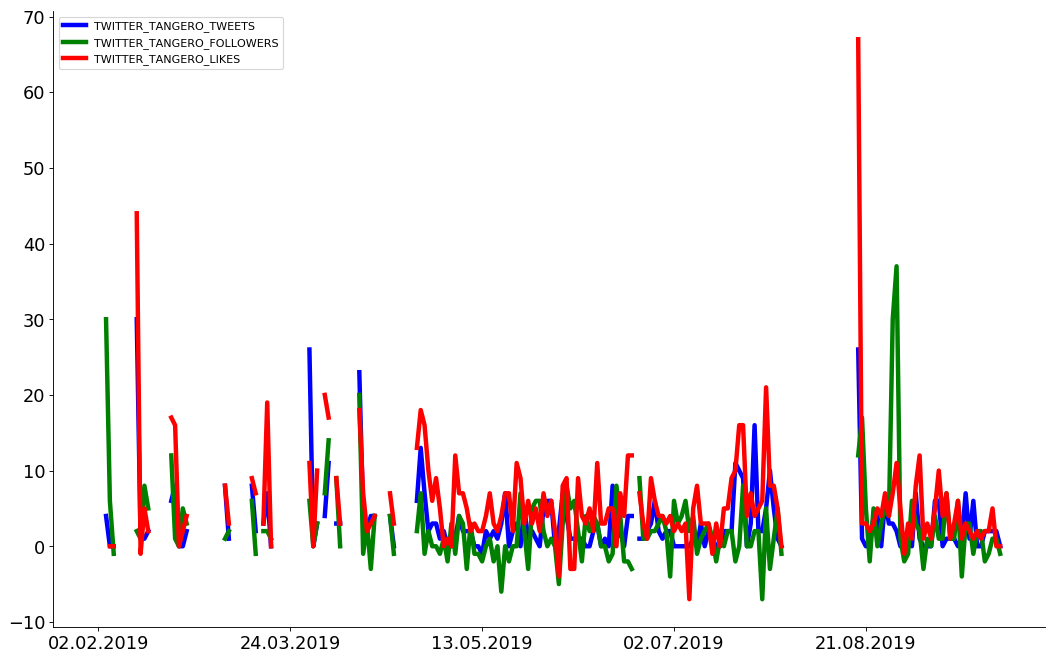 TWITTER_TANGERO_TWEETS
TWITTER_TANGERO_FOLLOWERS
TWITTER_TANGERO_LIKES
70
60
50
40
30
20
10
0
−10
02.02.2019 24.03.2019 13.05.2019 02.07.2019 21.08.2019